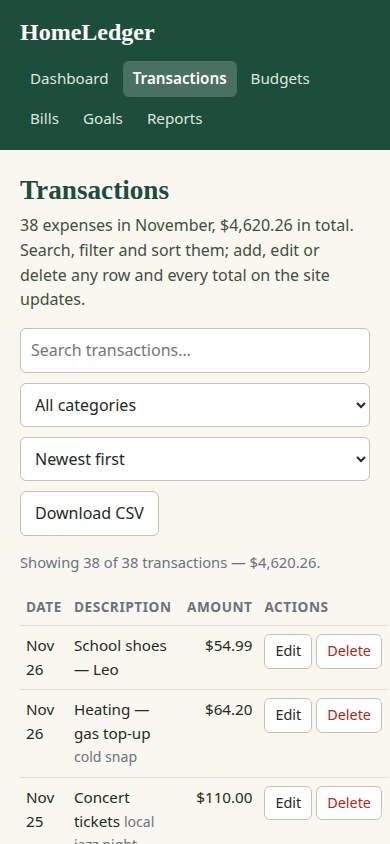 HomeLedger
Dashboard Transactions Budgets
Bills Goals Reports
Transactions
38 expenses in November, $4,620.26 in total.
Search, filter and sort them; add, edit or
delete any row and every total on the site
updates.
Search transactions...
All categories
Newest first
Download CSV
Showing 38 of 38 transactions — $4,620.26.
DATE DESCRIPTION AMOUNT ACTIONS
Nov School shoes $54.99 Edit Delete
26 — Leo
Nov Heating — $64.20 Edit Delete
26 gas top-up
cold snap
Nov Concert $110.00 Edit Delete
25 tickets local
jazz night